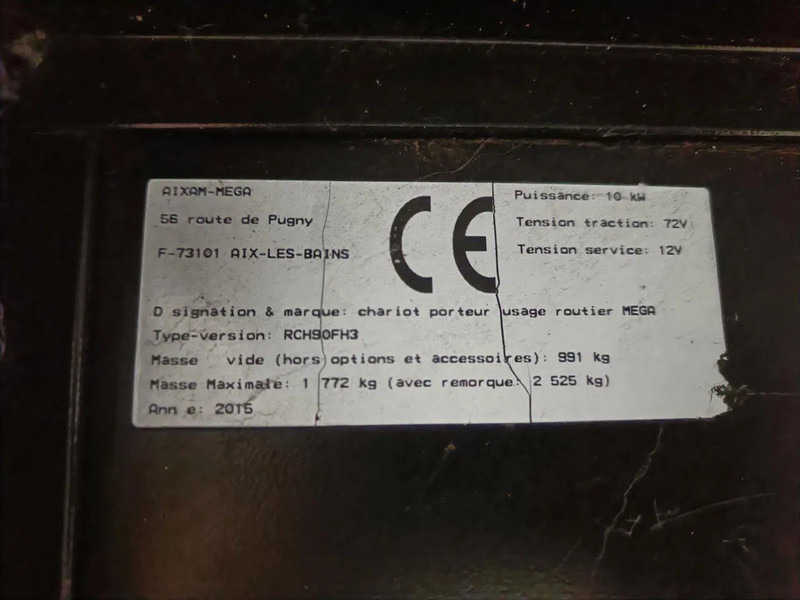 AIXAM-MEGA
56 route de Pugny
F-73101 AIX-LES-BAINS
CE
Puissance: 10 kW
Tension traction: 72V
Tension service: 12V
D signation & marque: chariot porteur usage routier MEGA
Type-version: RCH90FH3
Masse vide (hors options et accessoires): 991 kg
Masse Maximale: 1 772 kg (avec remorque: 2 525 kg)
Ann e: 2015